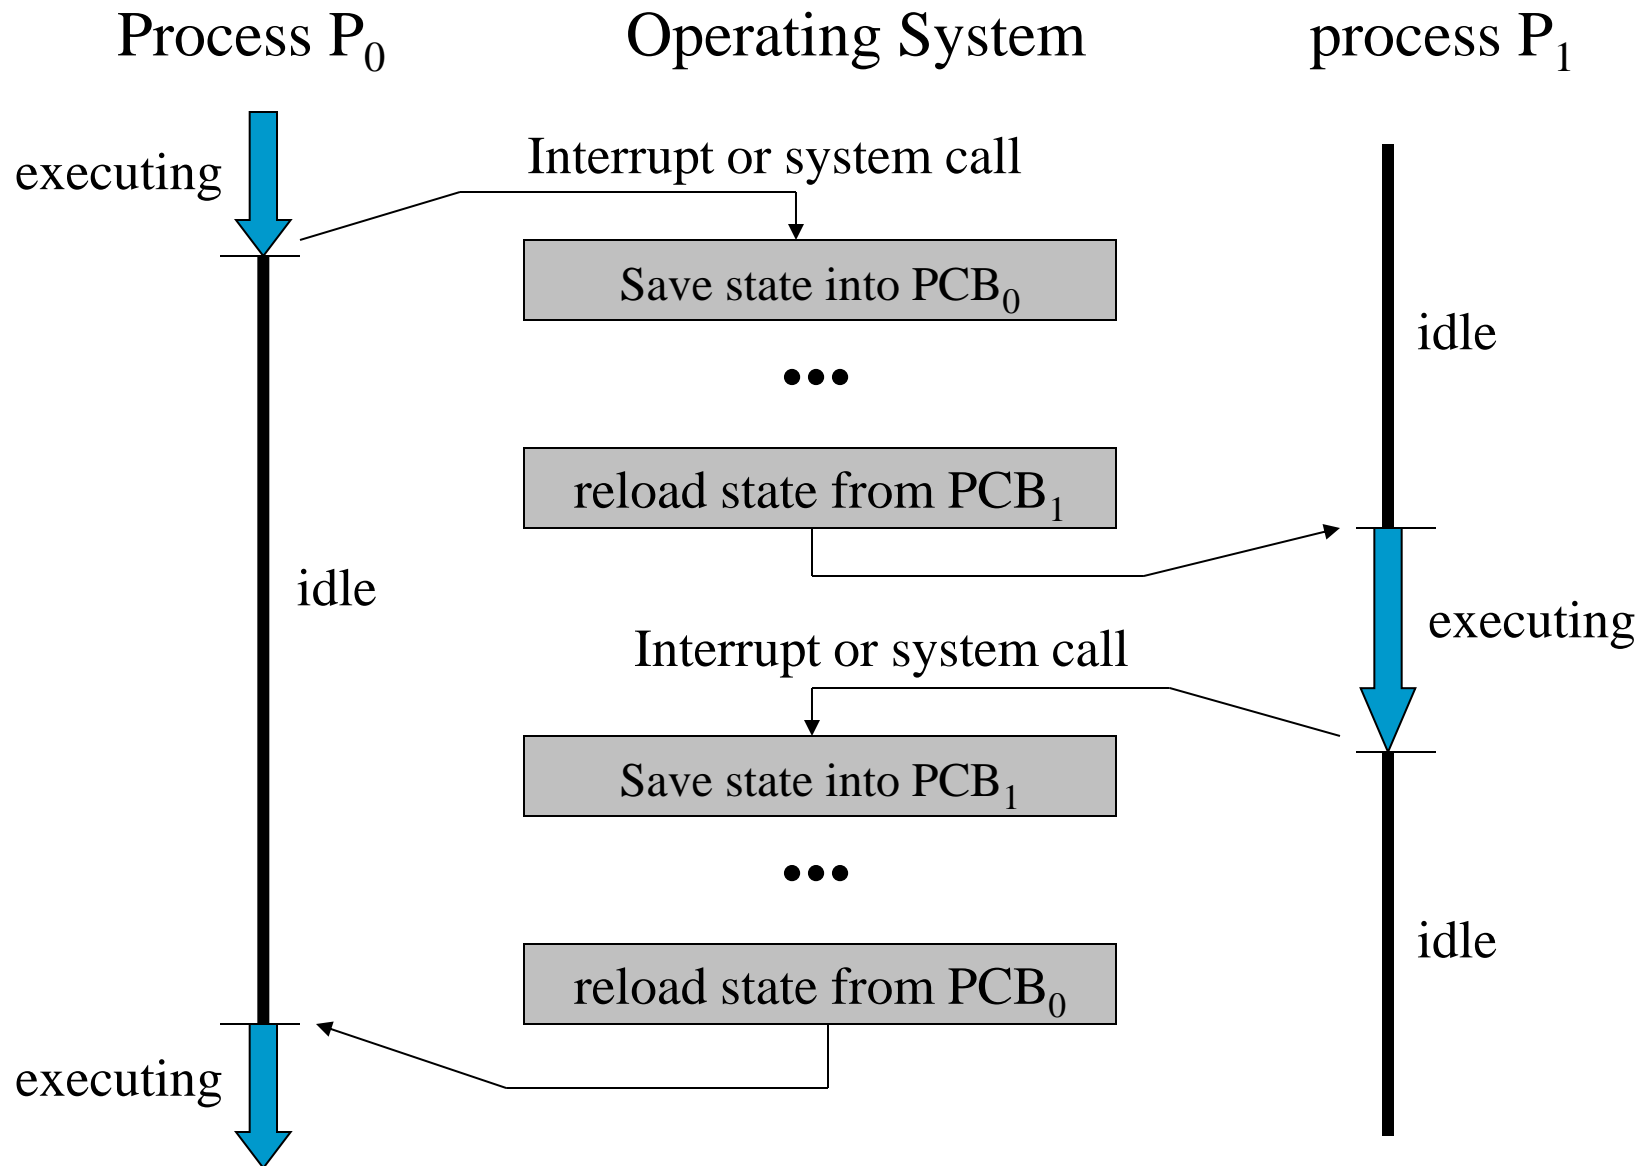 Process P₀
Operating System
process P₁
executing
Interrupt or system call
Save state into PCB₀
idle
•••
reload state from PCB₁
idle
executing
Interrupt or system call
Save state into PCB₁
•••
idle
reload state from PCB₀
executing